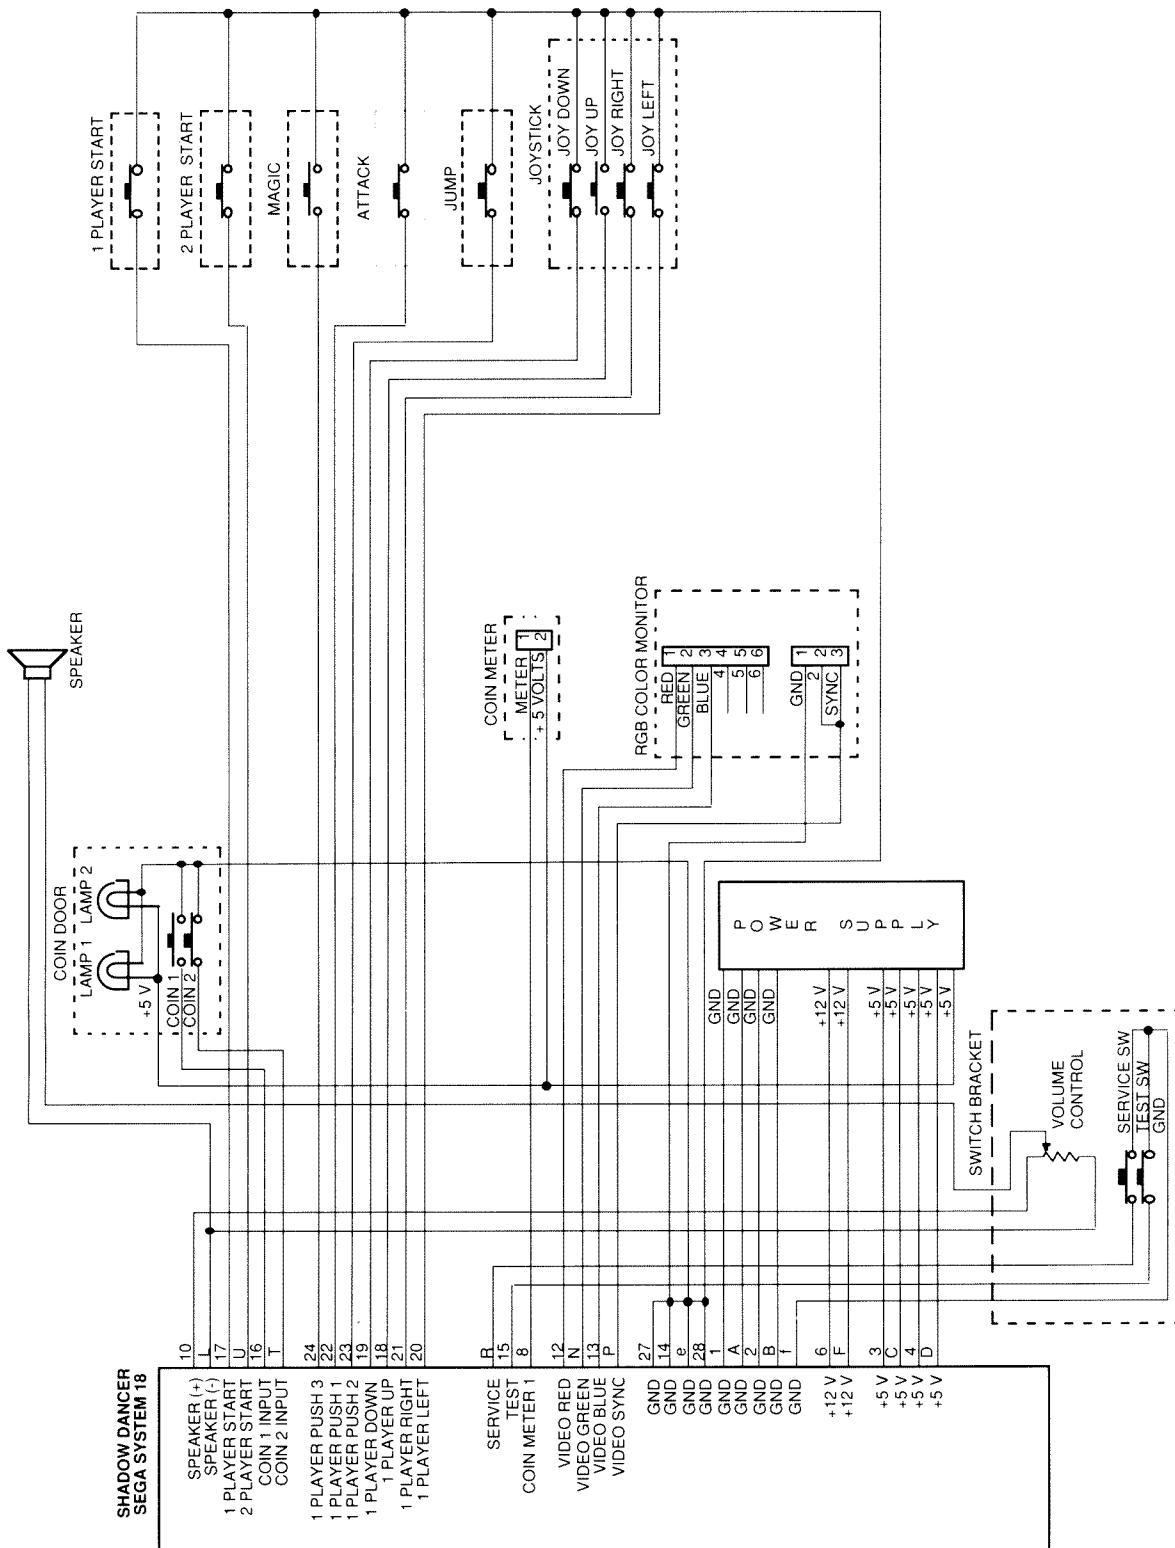 SHADOW DANCER
SEGA SYSTEM 18
SPEAKER (+) 10
SPEAKER (-) L
1 PLAYER START 17
2 PLAYER START U
COIN 1 INPUT 16
COIN 2 INPUT T
1 PLAYER PUSH 3 24
1 PLAYER PUSH 1 22
1 PLAYER PUSH 2 23
1 PLAYER DOWN 19
1 PLAYER UP 18
1 PLAYER RIGHT 21
1 PLAYER LEFT 20
SERVICE R
TEST 15
COIN METER 1 8
VIDEO RED 12
VIDEO GREEN N
VIDEO BLUE 13
VIDEO SYNC P
GND 27
GND 14
GND e
GND 28
GND 1
GND A
GND 2
GND B
GND f
+12 V 6
+12 V F
+5 V 3
+5 V C
+5 V 4
+5 V D
SPEAKER
COIN DOOR
LAMP 1 LAMP 2
+5 V
COIN 1
COIN 2
COIN METER
METER 1
+ 5 VOLTS 2
RGB COLOR MONITOR
RED 1
GREEN 2
BLUE 3
4 4
5 5
6 6
GND 1
2 2
SYNC 3
POWER SUPPLY
GND
GND
GND
GND
+12 V
+12 V
+5 V
+5 V
+5 V
+5 V
+5 V
SWITCH BRACKET
VOLUME
CONTROL
SERVICE SW
TEST SW
GND
1 PLAYER START
2 PLAYER START
MAGIC
ATTACK
JUMP
JOYSTICK
JOY DOWN
JOY UP
JOY RIGHT
JOY LEFT